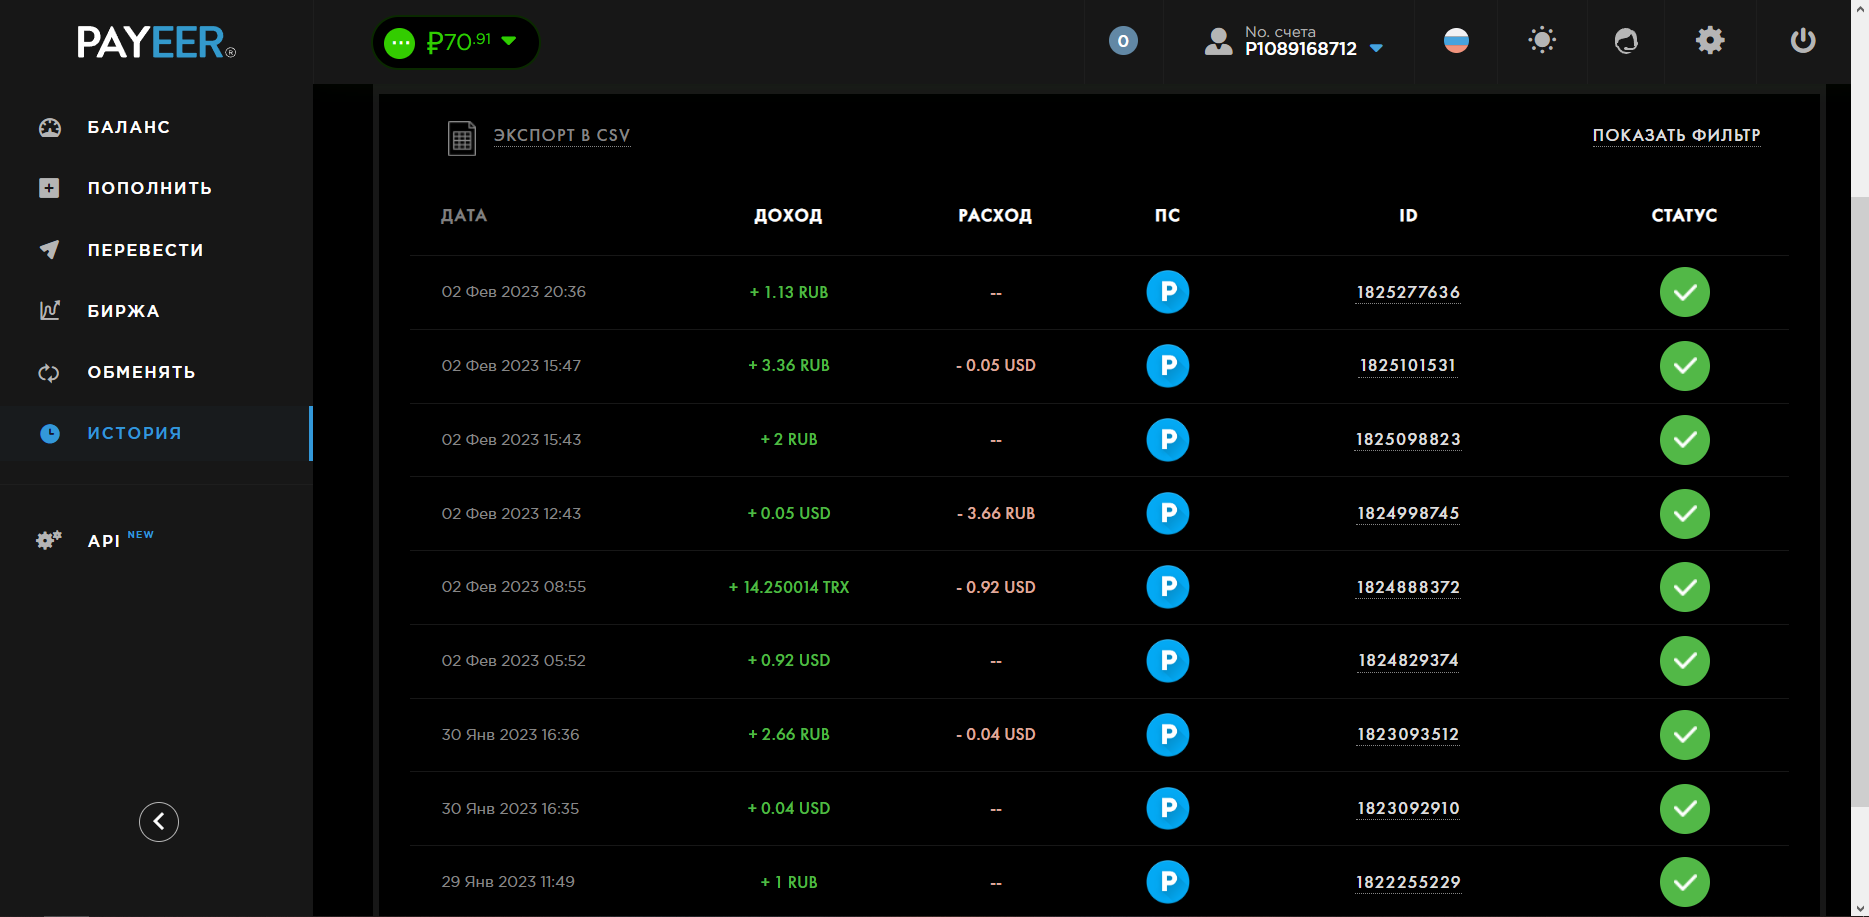 PAYEER®
₽70.91
0
No. счета
P1089168712
БАЛАНС
ПОПОЛНИТЬ
ПЕРЕВЕСТИ
БИРЖА
ОБМЕНЯТЬ
ИСТОРИЯ
API NEW
ЭКСПОРТ В CSV
ПОКАЗАТЬ ФИЛЬТР
ДАТА ДОХОД РАСХОД ПС ID СТАТУС
02 Фев 2023 20:36 + 1.13 RUB -- P 1825277636
02 Фев 2023 15:47 + 3.36 RUB - 0.05 USD P 1825101531
02 Фев 2023 15:43 + 2 RUB -- P 1825098823
02 Фев 2023 12:43 + 0.05 USD - 3.66 RUB P 1824998745
02 Фев 2023 08:55 + 14.250014 TRX - 0.92 USD P 1824888372
02 Фев 2023 05:52 + 0.92 USD -- P 1824829374
30 Янв 2023 16:36 + 2.66 RUB - 0.04 USD P 1823093512
30 Янв 2023 16:35 + 0.04 USD -- P 1823092910
29 Янв 2023 11:49 + 1 RUB -- P 1822255229